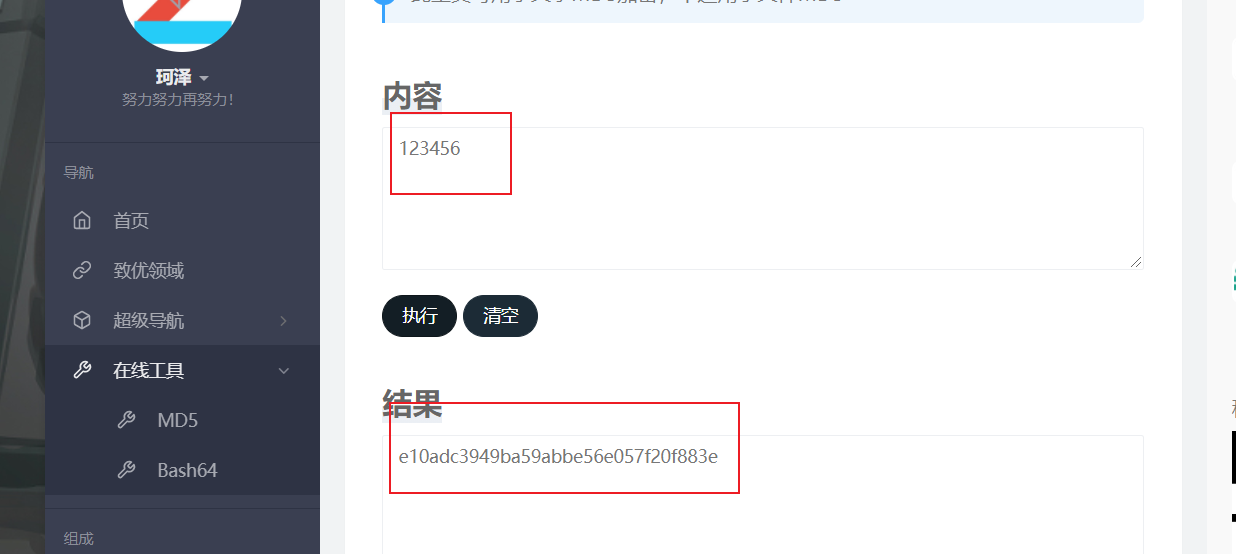 珂泽
努力努力再努力!
导航
首页
致优领域
超级导航
在线工具
MD5
Bash64
组成
内容
123456
执行 清空
结果
e10adc3949ba59abbe56e057f20f883e